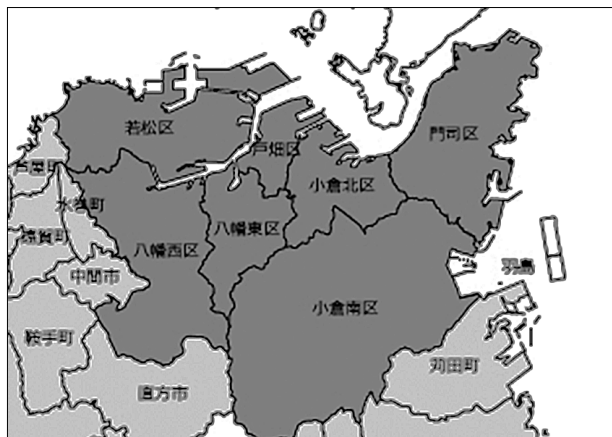 若松区
戸畑区
門司区
芦屋町
小倉北区
水巻町
遠賀町
八幡西区
八幡東区
中間市
羽島
小倉南区
鞍手町
苅田町
直方市